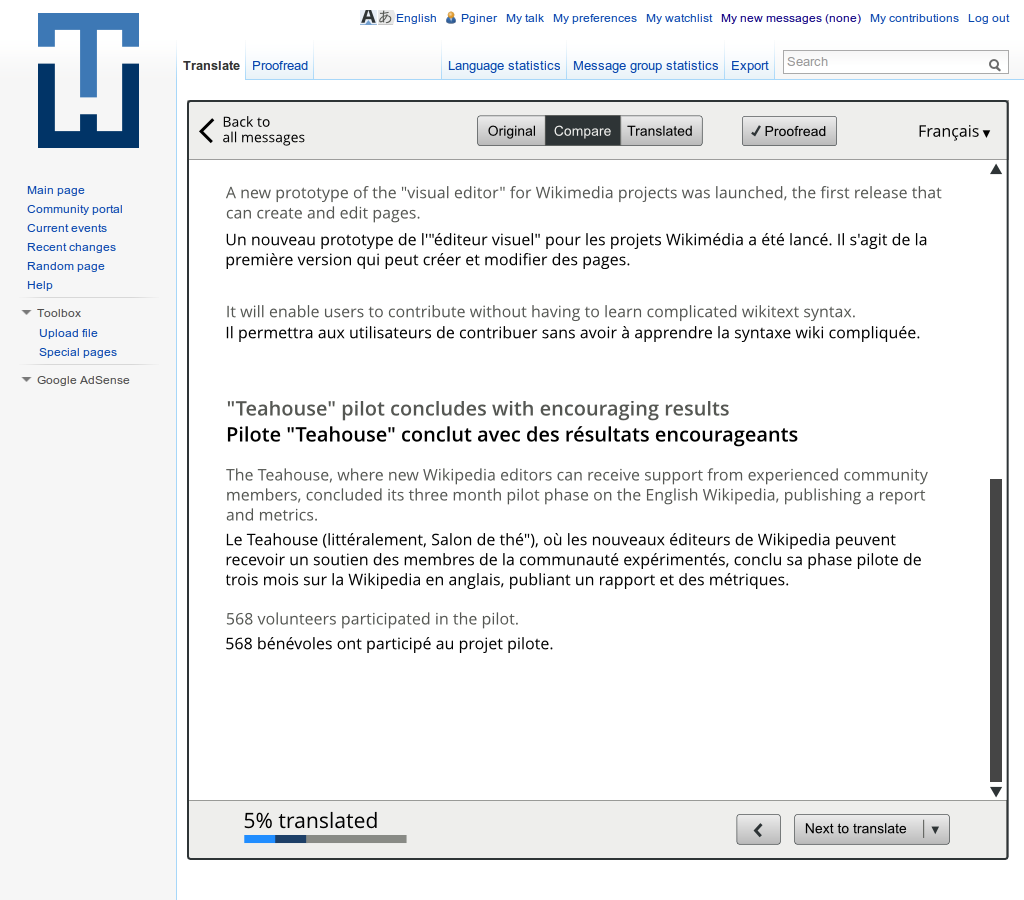 Aあ English Pginer My talk My preferences My watchlist My new messages (none) My contributions Log out
Translate Proofread Language statistics Message group statistics Export Search
Main page
Community portal
Current events
Recent changes
Random page
Help
Toolbox
Upload file
Special pages
Google AdSense
Back to
all messages
Original Compare Translated ✓Proofread Français
A new prototype of the "visual editor" for Wikimedia projects was launched, the first release that
can create and edit pages.
Un nouveau prototype de l'"éditeur visuel" pour les projets Wikimédia a été lancé. Il s'agit de la
première version qui peut créer et modifier des pages.
It will enable users to contribute without having to learn complicated wikitext syntax.
Il permettra aux utilisateurs de contribuer sans avoir à apprendre la syntaxe wiki compliquée.
"Teahouse" pilot concludes with encouraging results
Pilote "Teahouse" conclut avec des résultats encourageants
The Teahouse, where new Wikipedia editors can receive support from experienced community
members, concluded its three month pilot phase on the English Wikipedia, publishing a report
and metrics.
Le Teahouse (littéralement, Salon de thé"), où les nouveaux éditeurs de Wikipedia peuvent
recevoir un soutien des membres de la communauté expérimentés, conclu sa phase pilote de
trois mois sur la Wikipedia en anglais, publiant un rapport et des métriques.
568 volunteers participated in the pilot.
568 bénévoles ont participé au projet pilote.
5% translated
Next to translate